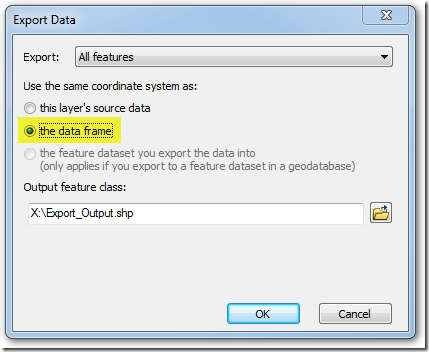 Export Data
Export: All features
Use the same coordinate system as:
this layer's source data
the data frame
the feature dataset you export the data into
(only applies if you export to a feature dataset in a geodatabase)
Output feature class:
X:\Export_Output.shp
OK Cancel